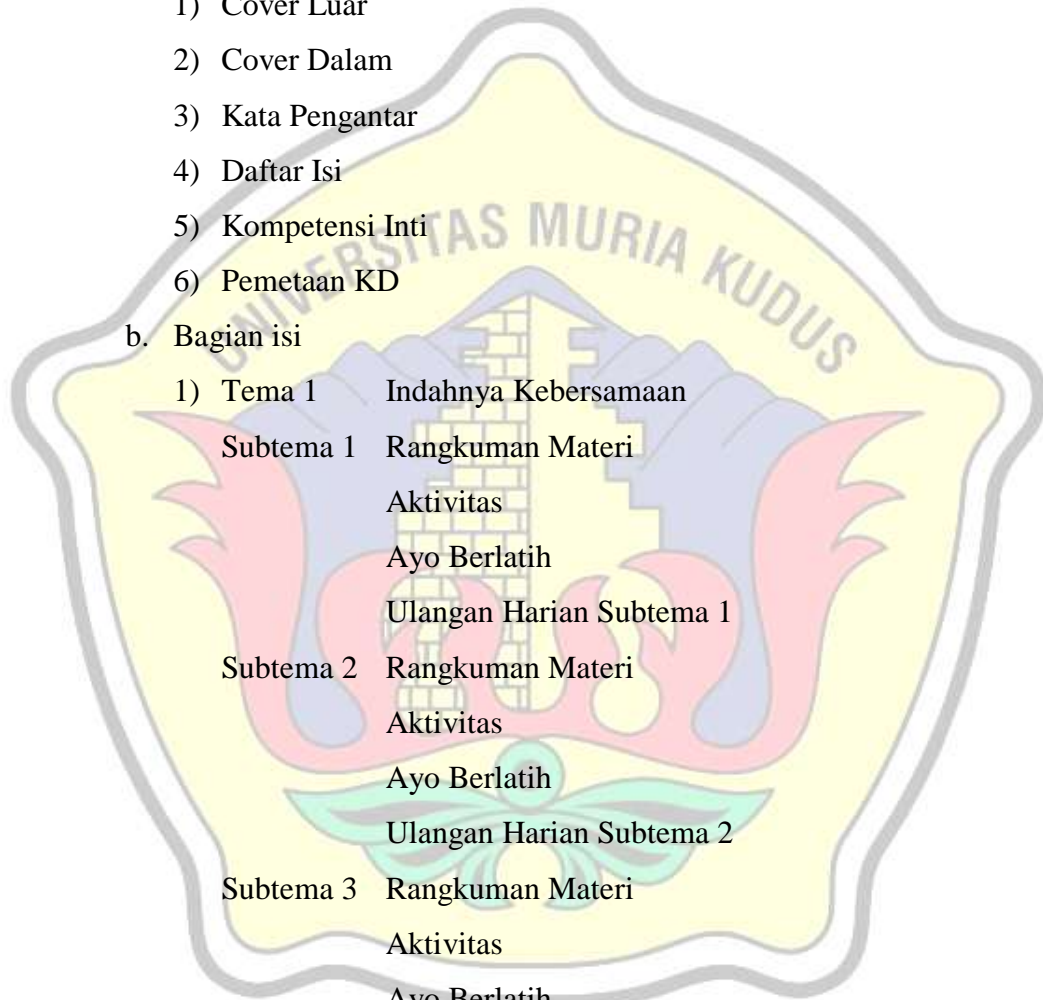 1) Cover Luar
2) Cover Dalam
3) Kata Pengantar
4) Daftar Isi
5) Kompetensi Inti
6) Pemetaan KD
b. Bagian isi
1) Tema 1 Indahnya Kebersamaan
Subtema 1 Rangkuman Materi
Aktivitas
Ayo Berlatih
Ulangan Harian Subtema 1
Subtema 2 Rangkuman Materi
Aktivitas
Ayo Berlatih
Ulangan Harian Subtema 2
Subtema 3 Rangkuman Materi
Aktivitas
Ayo Berlatih
UNIVERSITAS MURIA KUDUS